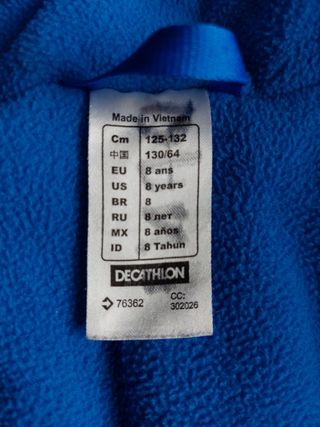 Made in Vietnam
Cm 125-132
中国 130/64
EU 8 ans
US 8 years
BR 8
RU 8 лет
MX 8 años
ID 8 Tahun
DECATHLON
76362 CC: 302026